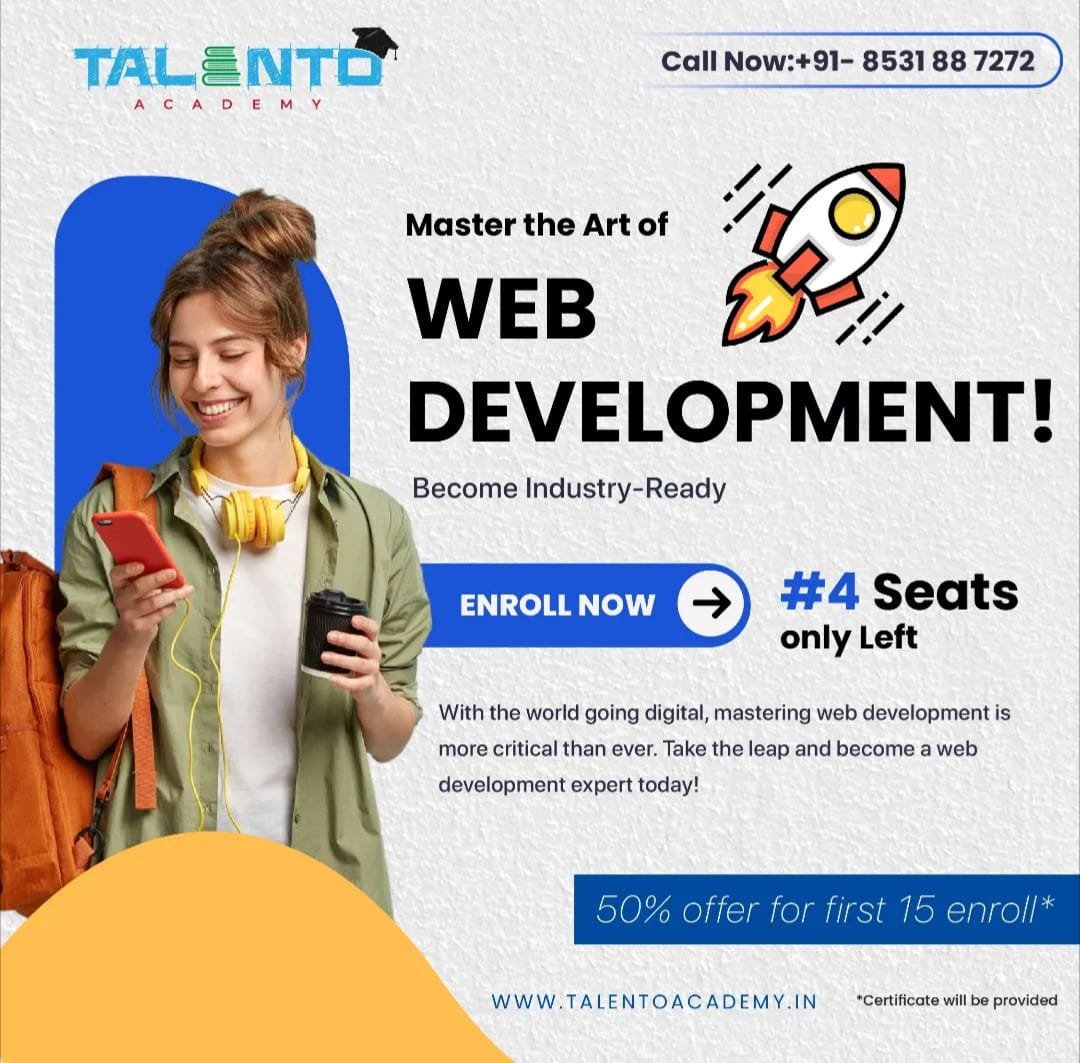 TALENTO
ACADEMY
Call Now:+91- 8531 88 7272
Master the Art of
WEB
DEVELOPMENT!
Become Industry-Ready
ENROLL NOW
#4 Seats
only Left
With the world going digital, mastering web development is
more critical than ever. Take the leap and become a web
development expert today!
50% offer for first 15 enroll*
WWW.TALENTOACADEMY.IN
*Certificate will be provided